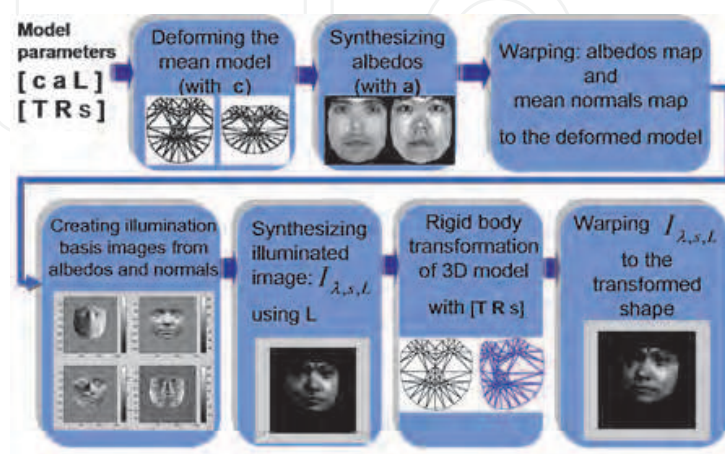 Model
parameters
[ c a L ]
[ T R s ]
Deforming the
mean model
(with c)
Synthesizing
albedos
(with a)
Warping: albedos map
and
mean normals map
to the deformed model
Creating illumination
basis images from
albedos and normals
Synthesizing
illuminated
image: I λ,s,L
using L
Rigid body
transformation
of 3D model
with [T R s]
Warping I λ,s,L
to the
transformed
shape